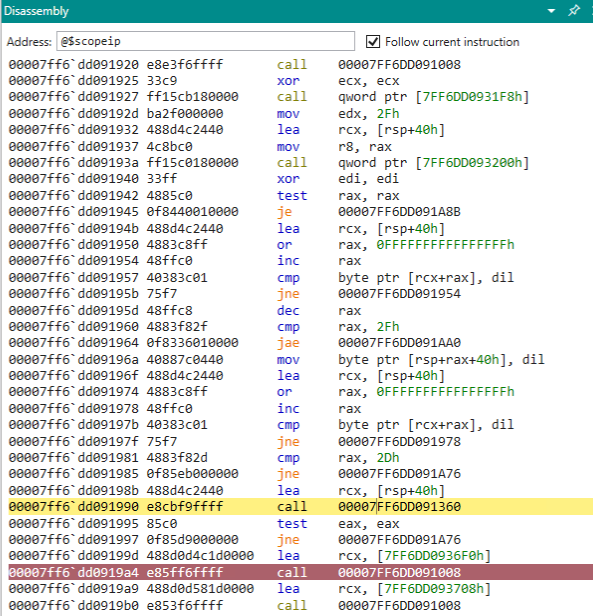 Disassembly
Address: @$scopeip Follow current instruction
00007ff6`dd091920 e8e3f6ffff call 00007FF6DD091008
00007ff6`dd091925 33c9 xor ecx, ecx
00007ff6`dd091927 ff15cb180000 call qword ptr [7FF6DD0931F8h]
00007ff6`dd09192d ba2f000000 mov edx, 2Fh
00007ff6`dd091932 488d4c2440 lea rcx, [rsp+40h]
00007ff6`dd091937 4c8bc0 mov r8, rax
00007ff6`dd09193a ff15c0180000 call qword ptr [7FF6DD093200h]
00007ff6`dd091940 33ff xor edi, edi
00007ff6`dd091942 4885c0 test rax, rax
00007ff6`dd091945 0f8440010000 je 00007FF6DD091A8B
00007ff6`dd09194b 488d4c2440 lea rcx, [rsp+40h]
00007ff6`dd091950 4883c8ff or rax, 0FFFFFFFFFFFFFFFFh
00007ff6`dd091954 48ffc0 inc rax
00007ff6`dd091957 40383c01 cmp byte ptr [rcx+rax], dil
00007ff6`dd09195b 75f7 jne 00007FF6DD091954
00007ff6`dd09195d 48ffc8 dec rax
00007ff6`dd091960 4883f82f cmp rax, 2Fh
00007ff6`dd091964 0f8336010000 jae 00007FF6DD091AA0
00007ff6`dd09196a 40887c0440 mov byte ptr [rsp+rax+40h], dil
00007ff6`dd09196f 488d4c2440 lea rcx, [rsp+40h]
00007ff6`dd091974 4883c8ff or rax, 0FFFFFFFFFFFFFFFFh
00007ff6`dd091978 48ffc0 inc rax
00007ff6`dd09197b 40383c01 cmp byte ptr [rcx+rax], dil
00007ff6`dd09197f 75f7 jne 00007FF6DD091978
00007ff6`dd091981 4883f82d cmp rax, 2Dh
00007ff6`dd091985 0f85eb000000 jne 00007FF6DD091A76
00007ff6`dd09198b 488d4c2440 lea rcx, [rsp+40h]
00007ff6`dd091990 e8cbf9ffff call 00007FF6DD091360
00007ff6`dd091995 85c0 test eax, eax
00007ff6`dd091997 0f85d9000000 jne 00007FF6DD091A76
00007ff6`dd09199d 488d0d4c1d0000 lea rcx, [7FF6DD0936F0h]
00007ff6`dd0919a4 e85ff6ffff call 00007FF6DD091008
00007ff6`dd0919a9 488d0d581d0000 lea rcx, [7FF6DD093708h]
00007ff6`dd0919b0 e853f6ffff call 00007FF6DD091008